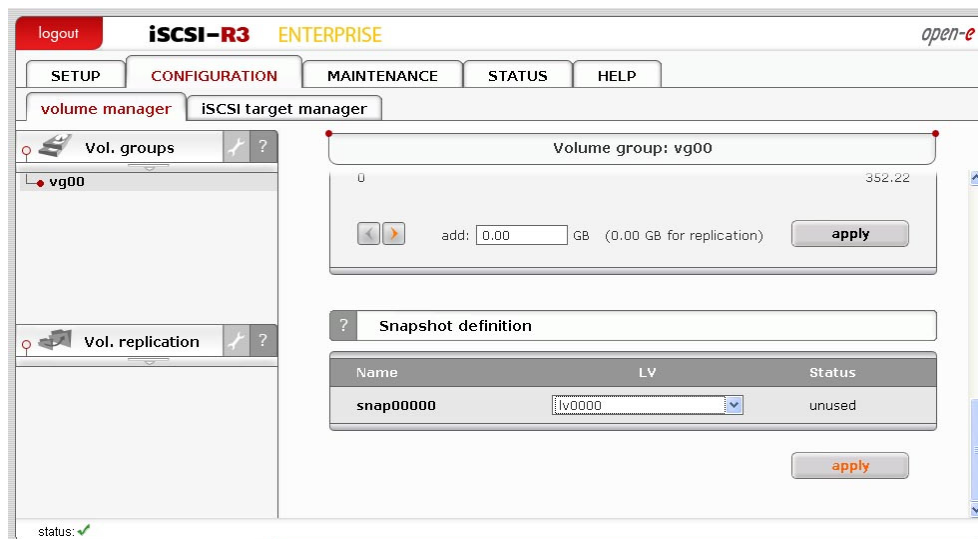 logout iSCSI–R3 ENTERPRISE open-e
SETUP CONFIGURATION MAINTENANCE STATUS HELP
volume manager iSCSI target manager
Vol. groups ?
vg00
Vol. replication ?
Volume group: vg00
0 352.22
add: 0.00 GB (0.00 GB for replication) apply
? Snapshot definition
Name LV Status
snap00000 lv0000 unused
apply
status: